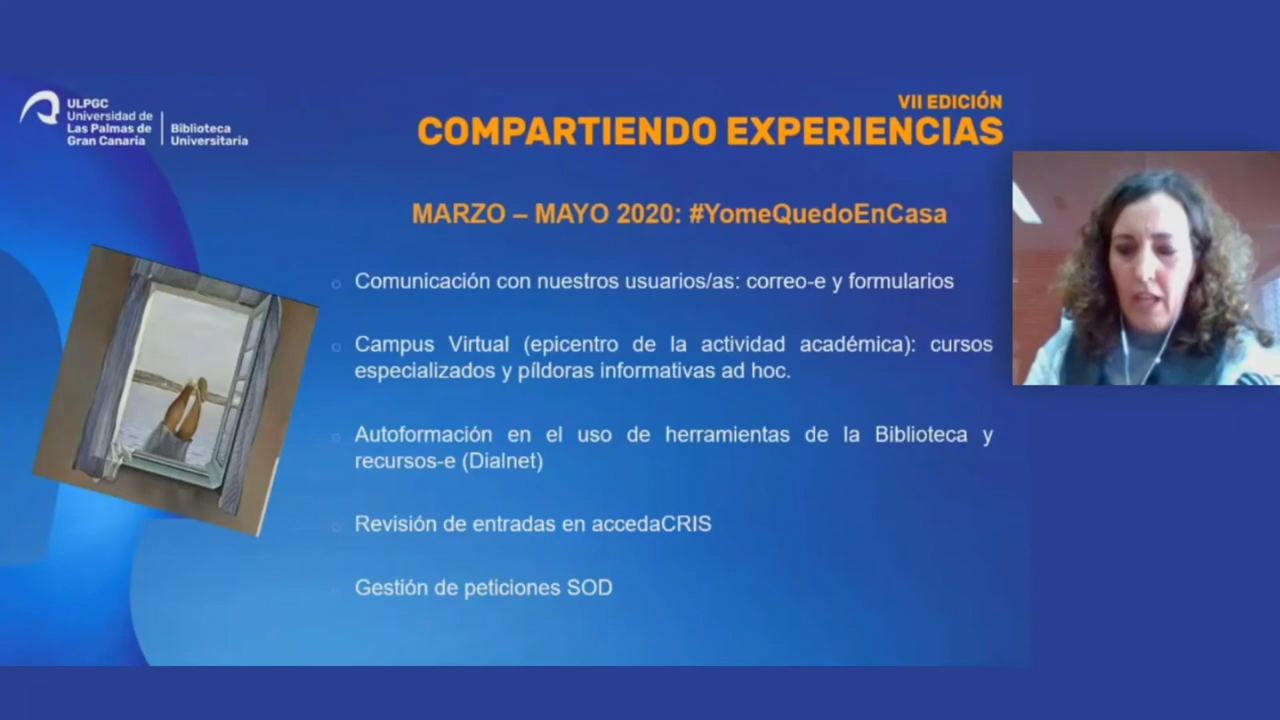 ULPGC
Universidad de
Las Palmas de
Gran Canaria
Biblioteca
Universitaria
VII EDICIÓN
COMPARTIENDO EXPERIENCIAS
MARZO – MAYO 2020: #YomeQuedoEnCasa
Comunicación con nuestros usuarios/as: correo-e y formularios
Campus Virtual (epicentro de la actividad académica): cursos
especializados y píldoras informativas ad hoc.
Autoformación en el uso de herramientas de la Biblioteca y
recursos-e (Dialnet)
Revisión de entradas en accedaCRIS
Gestión de peticiones SOD